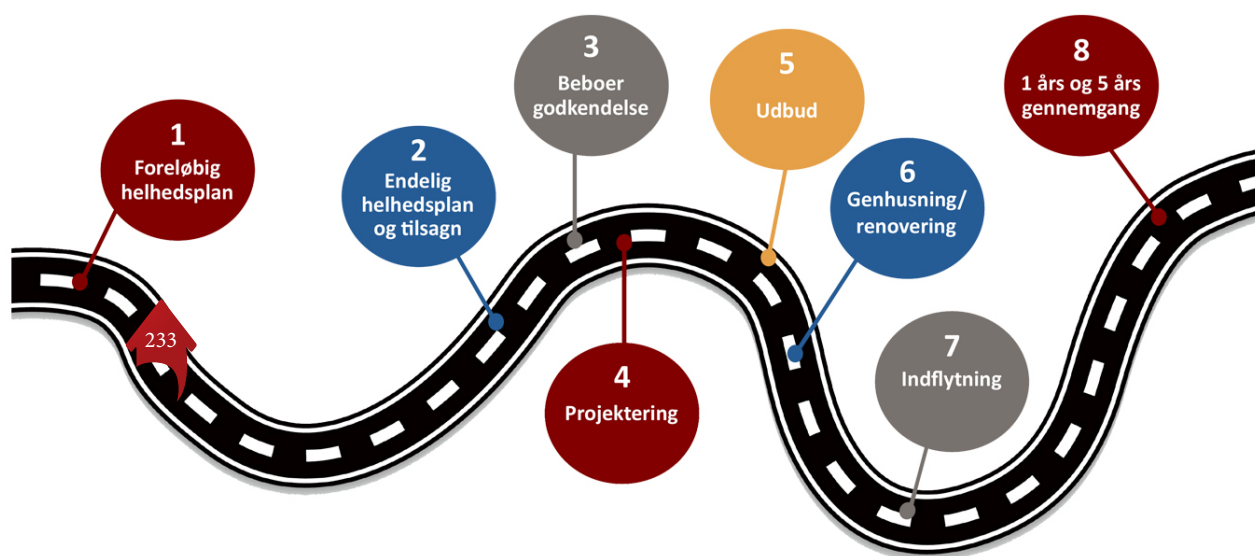 1
Foreløbig
helhedsplan
233
2
Endelig
helhedsplan
og tilsagn
3
Beboer
godkendelse
4
Projektering
5
Udbud
6
Genhusning/
renovering
7
Indflytning
8
1 års og 5 års
gennemgang